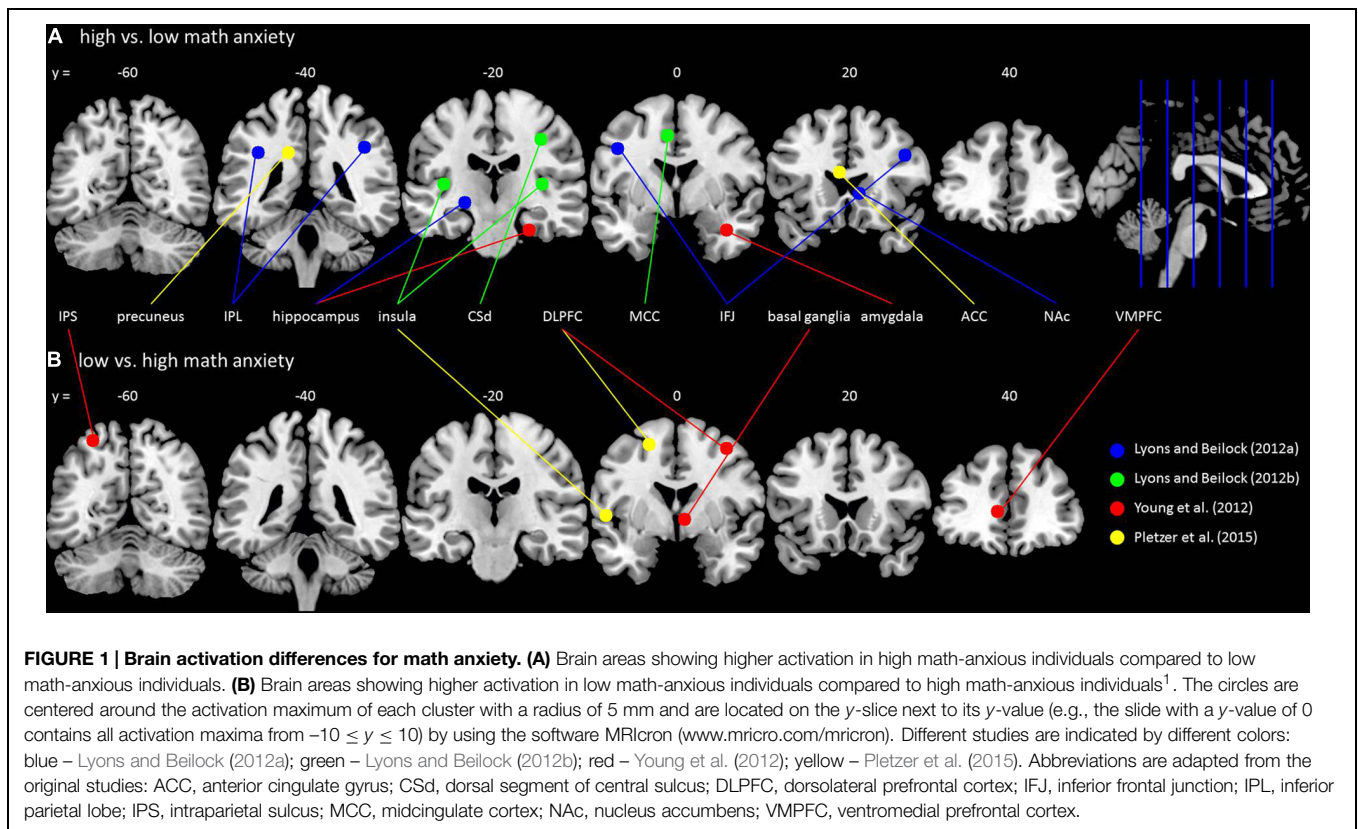 A high vs. low math anxiety
y = -60 -40 -20 0 20 40
IPS precuneus IPL hippocampus insula CSd DLPFC MCC IFJ basal ganglia amygdala ACC NAc VMPFC
B low vs. high math anxiety
y = -60 -40 -20 0 20 40
Lyons and Beilock (2012a)
Lyons and Beilock (2012b)
Young et al. (2012)
Pletzer et al. (2015)
FIGURE 1 | Brain activation differences for math anxiety. (A) Brain areas showing higher activation in high math-anxious individuals compared to low
math-anxious individuals. (B) Brain areas showing higher activation in low math-anxious individuals compared to high math-anxious individuals¹. The circles are
centered around the activation maximum of each cluster with a radius of 5 mm and are located on the y-slice next to its y-value (e.g., the slide with a y-value of 0
contains all activation maxima from –10 ≤ y ≤ 10) by using the software MRIcron (www.mricro.com/mricron). Different studies are indicated by different colors:
blue – Lyons and Beilock (2012a); green – Lyons and Beilock (2012b); red – Young et al. (2012); yellow – Pletzer et al. (2015). Abbreviations are adapted from the
original studies: ACC, anterior cingulate gyrus; CSd, dorsal segment of central sulcus; DLPFC, dorsolateral prefrontal cortex; IFJ, inferior frontal junction; IPL, inferior
parietal lobe; IPS, intraparietal sulcus; MCC, midcingulate cortex; NAc, nucleus accumbens; VMPFC, ventromedial prefrontal cortex.